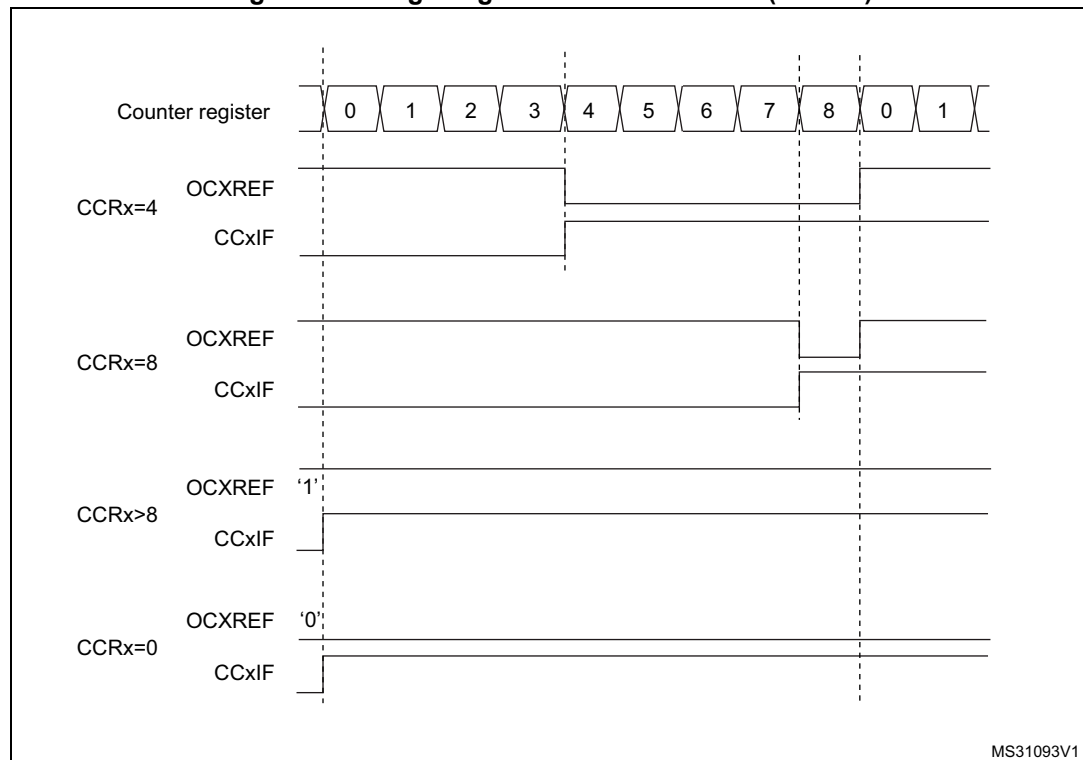 Counter register 0 1 2 3 4 5 6 7 8 0 1
OCXREF
CCRx=4
CCxIF
OCXREF
CCRx=8
CCxIF
OCXREF ‘1’
CCRx>8
CCxIF
OCXREF ‘0’
CCRx=0
CCxIF
MS31093V1